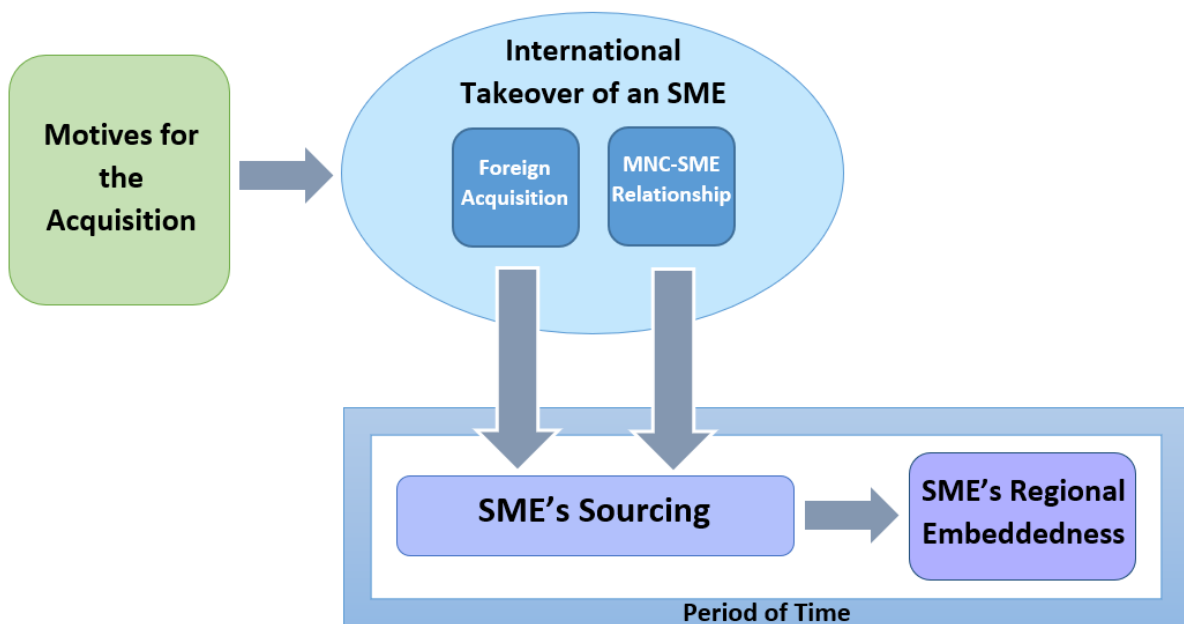 Motives for
the
Acquisition
International
Takeover of an SME
Foreign
Acquisition
MNC-SME
Relationship
SME’s Sourcing
SME’s Regional
Embeddedness
Period of Time